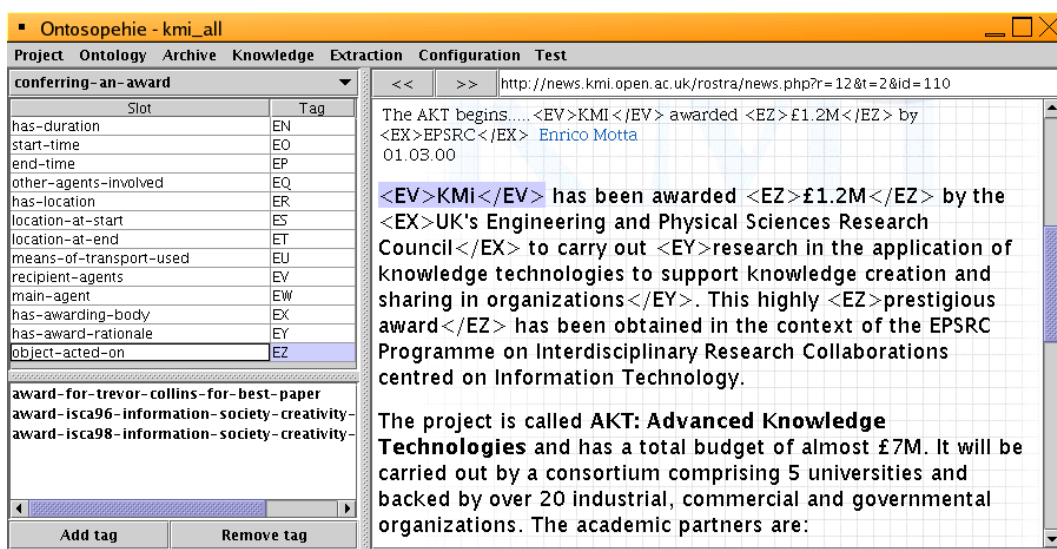 Ontosopehie - kmi_all
Project Ontology Archive Knowledge Extraction Configuration Test
conferring-an-award
<< >> http://news.kmi.open.ac.uk/rostra/news.php?r=12&t=2&id=110
Slot Tag
has-duration EN
start-time EO
end-time EP
other-agents-involved EQ
has-location ER
location-at-start ES
location-at-end ET
means-of-transport-used EU
recipient-agents EV
main-agent EW
has-awarding-body EX
has-award-rationale EY
object-acted-on EZ
award-for-trevor-collins-for-best-paper
award-isca96-information-society-creativity-
award-isca98-information-society-creativity-
Add tag Remove tag
The AKT begins.....<EV>KMI</EV> awarded <EZ>£1.2M</EZ> by
<EX>EPSRC</EX> Enrico Motta
01.03.00
<EV>KMi</EV> has been awarded <EZ>£1.2M</EZ> by the
<EX>UK's Engineering and Physical Sciences Research
Council</EX> to carry out <EY>research in the application of
knowledge technologies to support knowledge creation and
sharing in organizations</EY>. This highly <EZ>prestigious
award</EZ> has been obtained in the context of the EPSRC
Programme on Interdisciplinary Research Collaborations
centred on Information Technology.
The project is called AKT: Advanced Knowledge
Technologies and has a total budget of almost £7M. It will be
carried out by a consortium comprising 5 universities and
backed by over 20 industrial, commercial and governmental
organizations. The academic partners are: